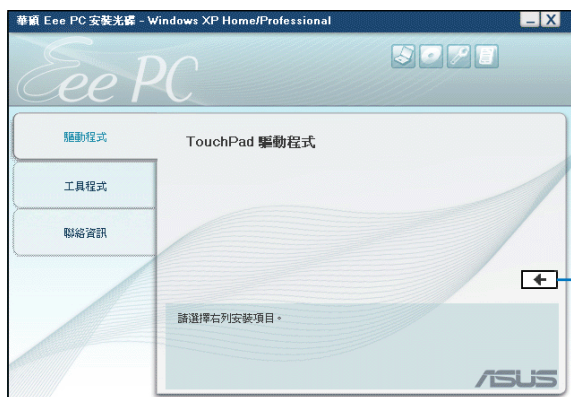 華碩 Eee PC 安裝光碟 - Windows XP Home/Professional
Eee PC
驅動程式
TouchPad 驅動程式
工具程式
聯絡資訊
請選擇右列安裝項目。
ASUS